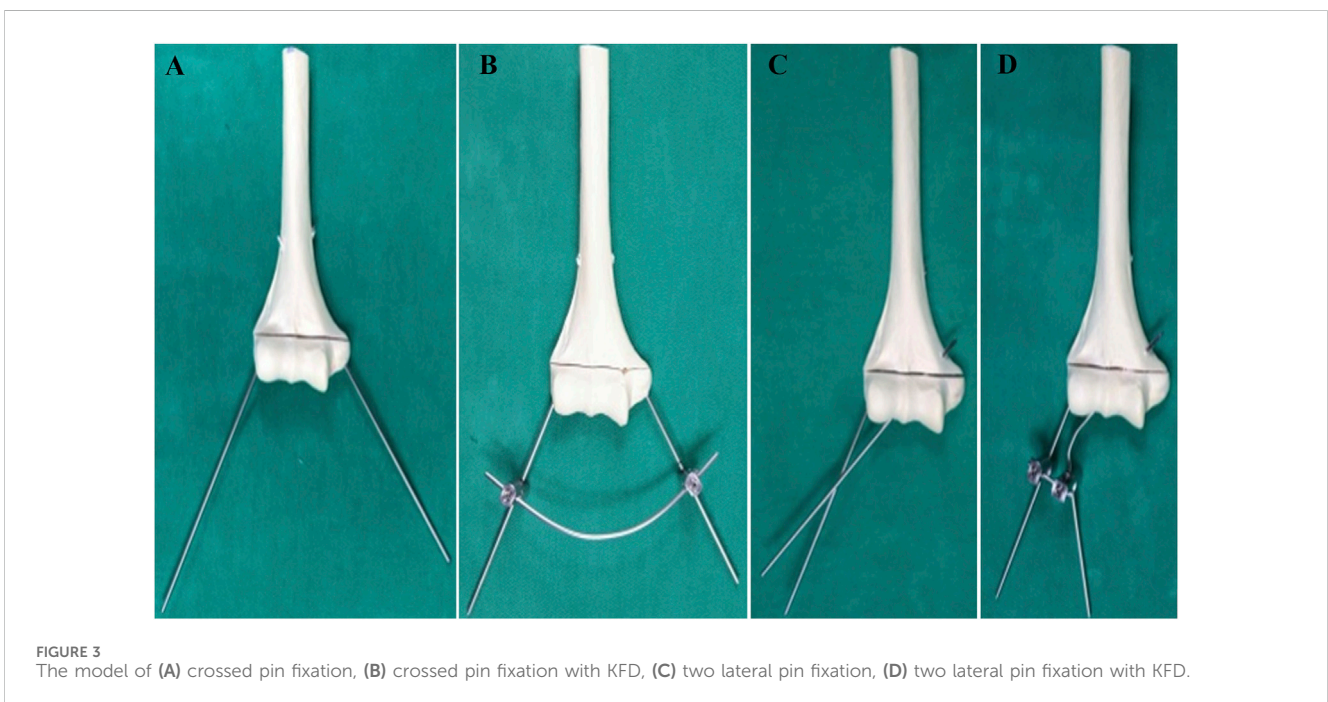 A B C D
FIGURE 3
The model of (A) crossed pin fixation, (B) crossed pin fixation with KFD, (C) two lateral pin fixation, (D) two lateral pin fixation with KFD.